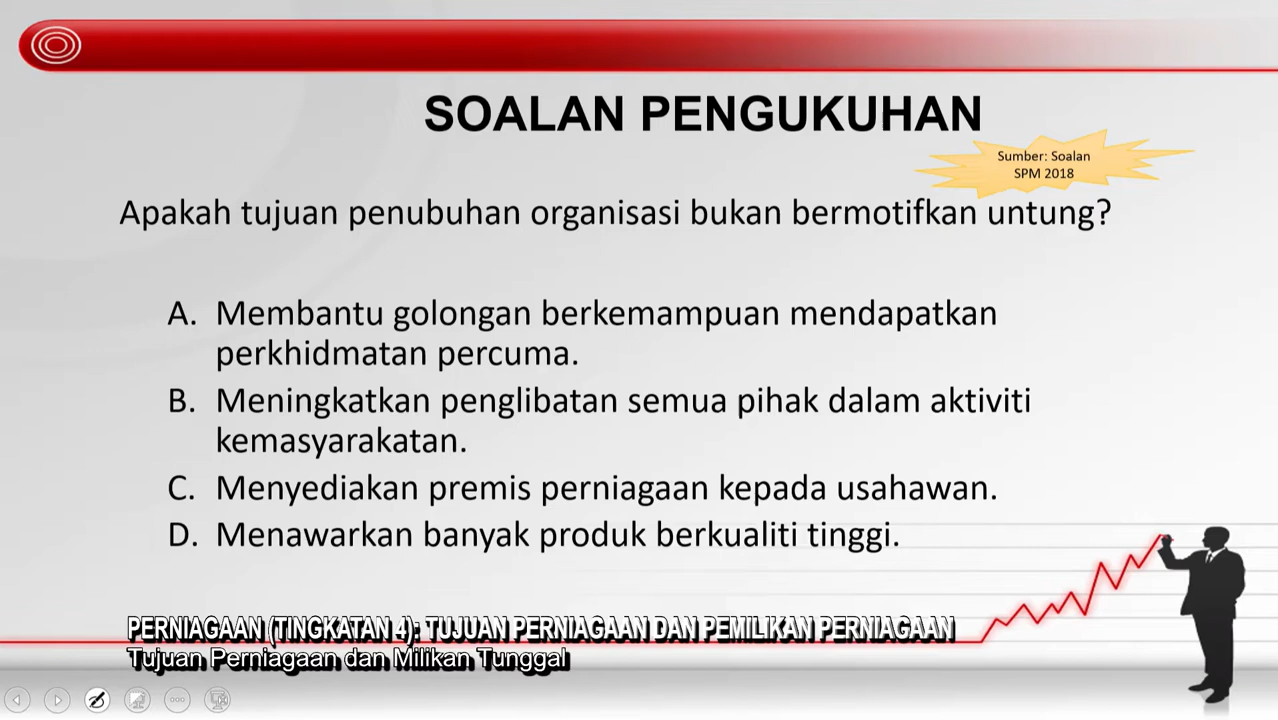 SOALAN PENGUKUHAN
Sumber: Soalan
SPM 2018
Apakah tujuan penubuhan organisasi bukan bermotifkan untung?
A. Membantu golongan berkemampuan mendapatkan
perkhidmatan percuma.
B. Meningkatkan penglibatan semua pihak dalam aktiviti
kemasyarakatan.
C. Menyediakan premis perniagaan kepada usahawan.
D. Menawarkan banyak produk berkualiti tinggi.
PERNIAGAAN (TINGKATAN 4): TUJUAN PERNIAGAAN DAN PEMILIKAN PERNIAGAAN
Tujuan Perniagaan dan Milikan Tunggal